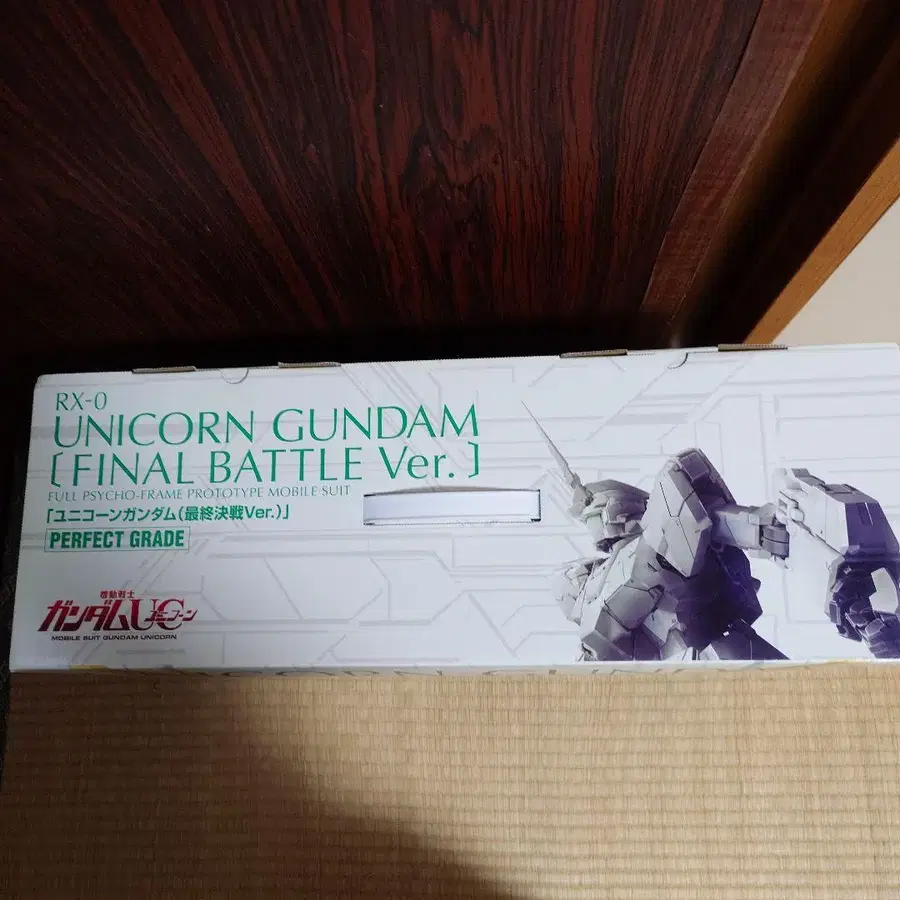 RX-0
UNICORN GUNDAM
[FINAL BATTLE Ver.]
FULL PSYCHO-FRAME PROTOTYPE MOBILE SUIT
「ユニコーンガンダム(最終決戦Ver.)」
PERFECT GRADE
機動戦士
ガンダムUC
ユニコーン
MOBILE SUIT GUNDAM UNICORN